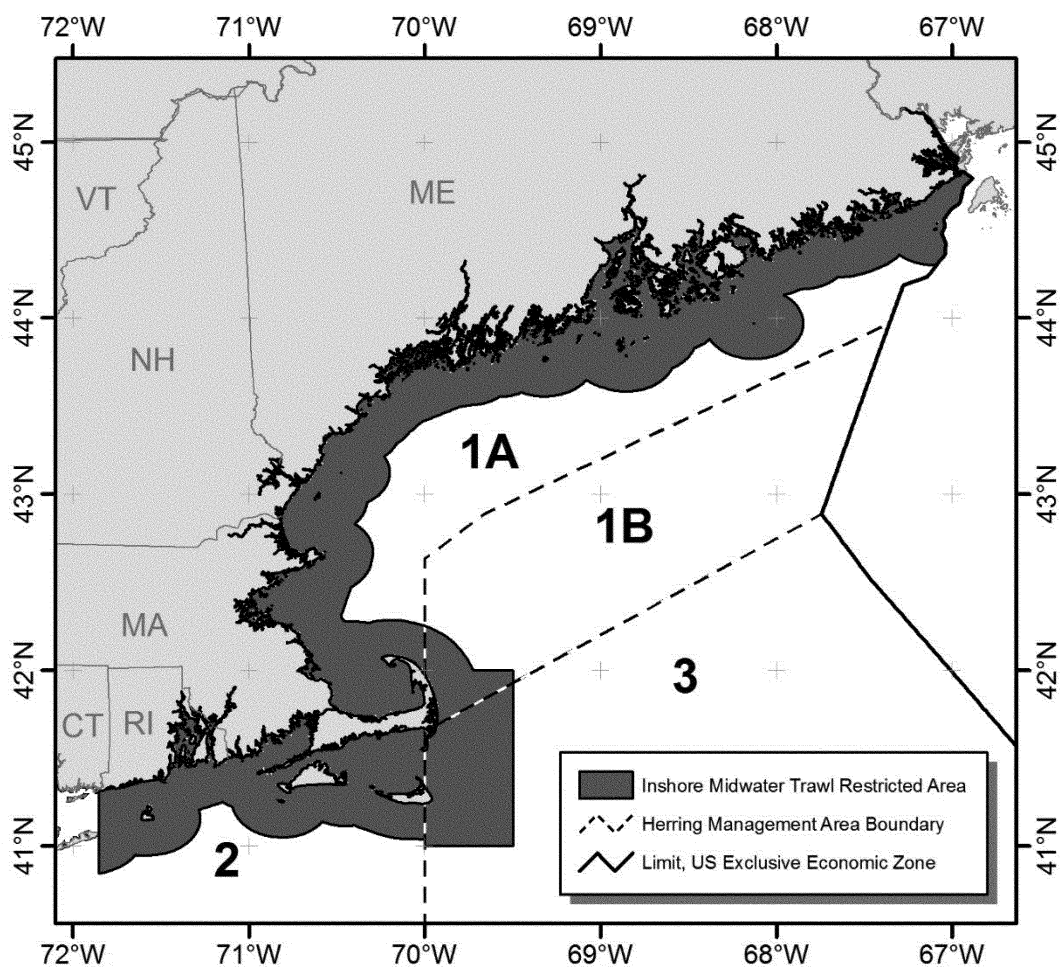 72°W 71°W 70°W 69°W 68°W 67°W
45°N 45°N
VT
ME
44°N 44°N
NH
1A
43°N 43°N
1B
MA
42°N 42°N
3
CT RI
Inshore Midwater Trawl Restricted Area
Herring Management Area Boundary
41°N 41°N
2
Limit, US Exclusive Economic Zone
72°W 71°W 70°W 69°W 68°W 67°W